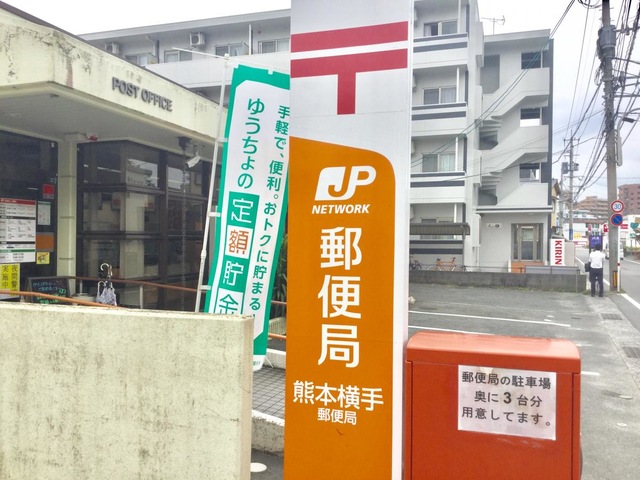 POST OFFICE
手軽で、便利。おトクに貯まる!
ゆうちょの
定額貯金
JP
NETWORK
郵便局
熊本横手
郵便局
郵便局の駐車場
奥に3台分
用意してます。
KIRIN
30